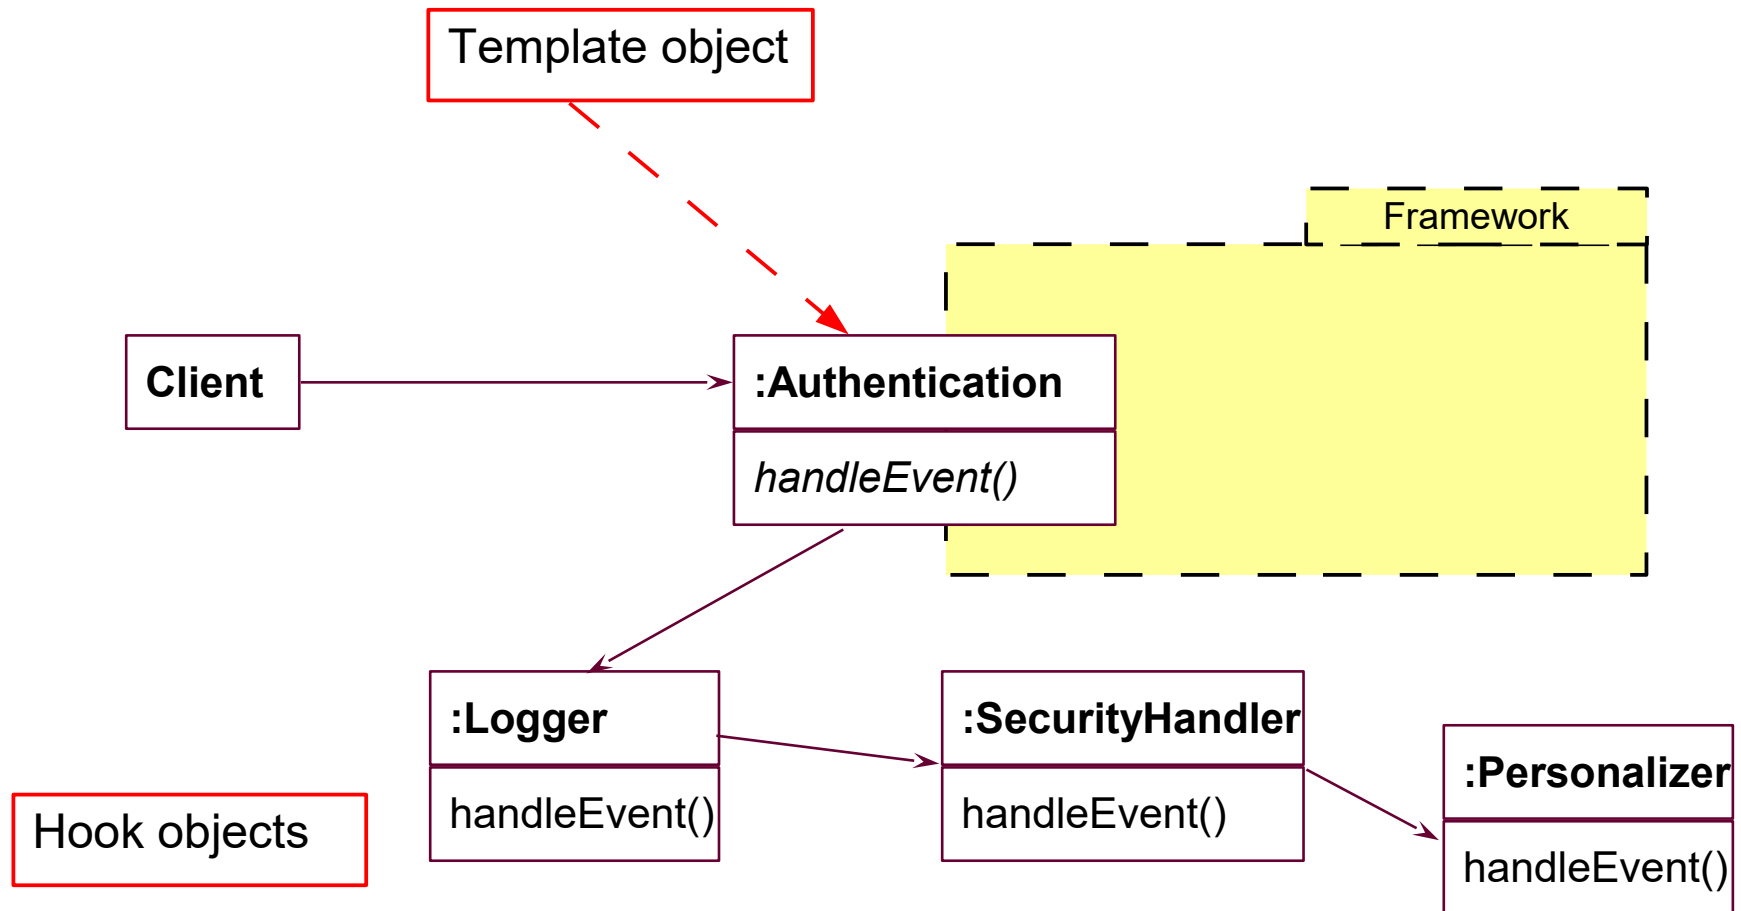 Template object
Framework
Client
:Authentication
handleEvent()
:Logger
handleEvent()
:SecurityHandler
handleEvent()
:Personalizer
handleEvent()
Hook objects